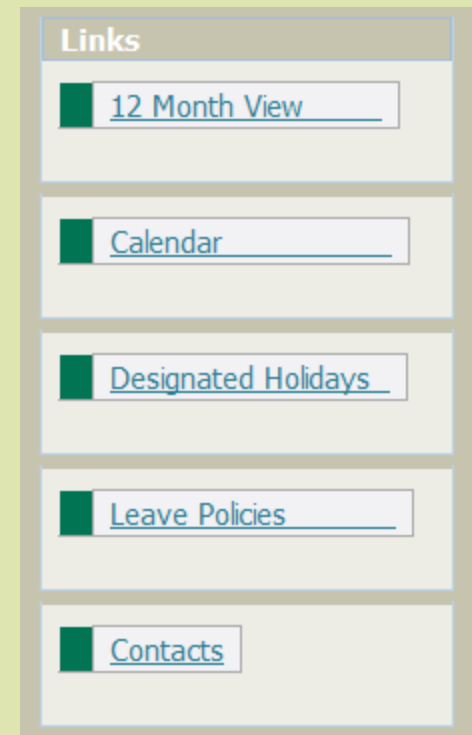 Links
12 Month View
Calendar
Designated Holidays
Leave Policies
Contacts